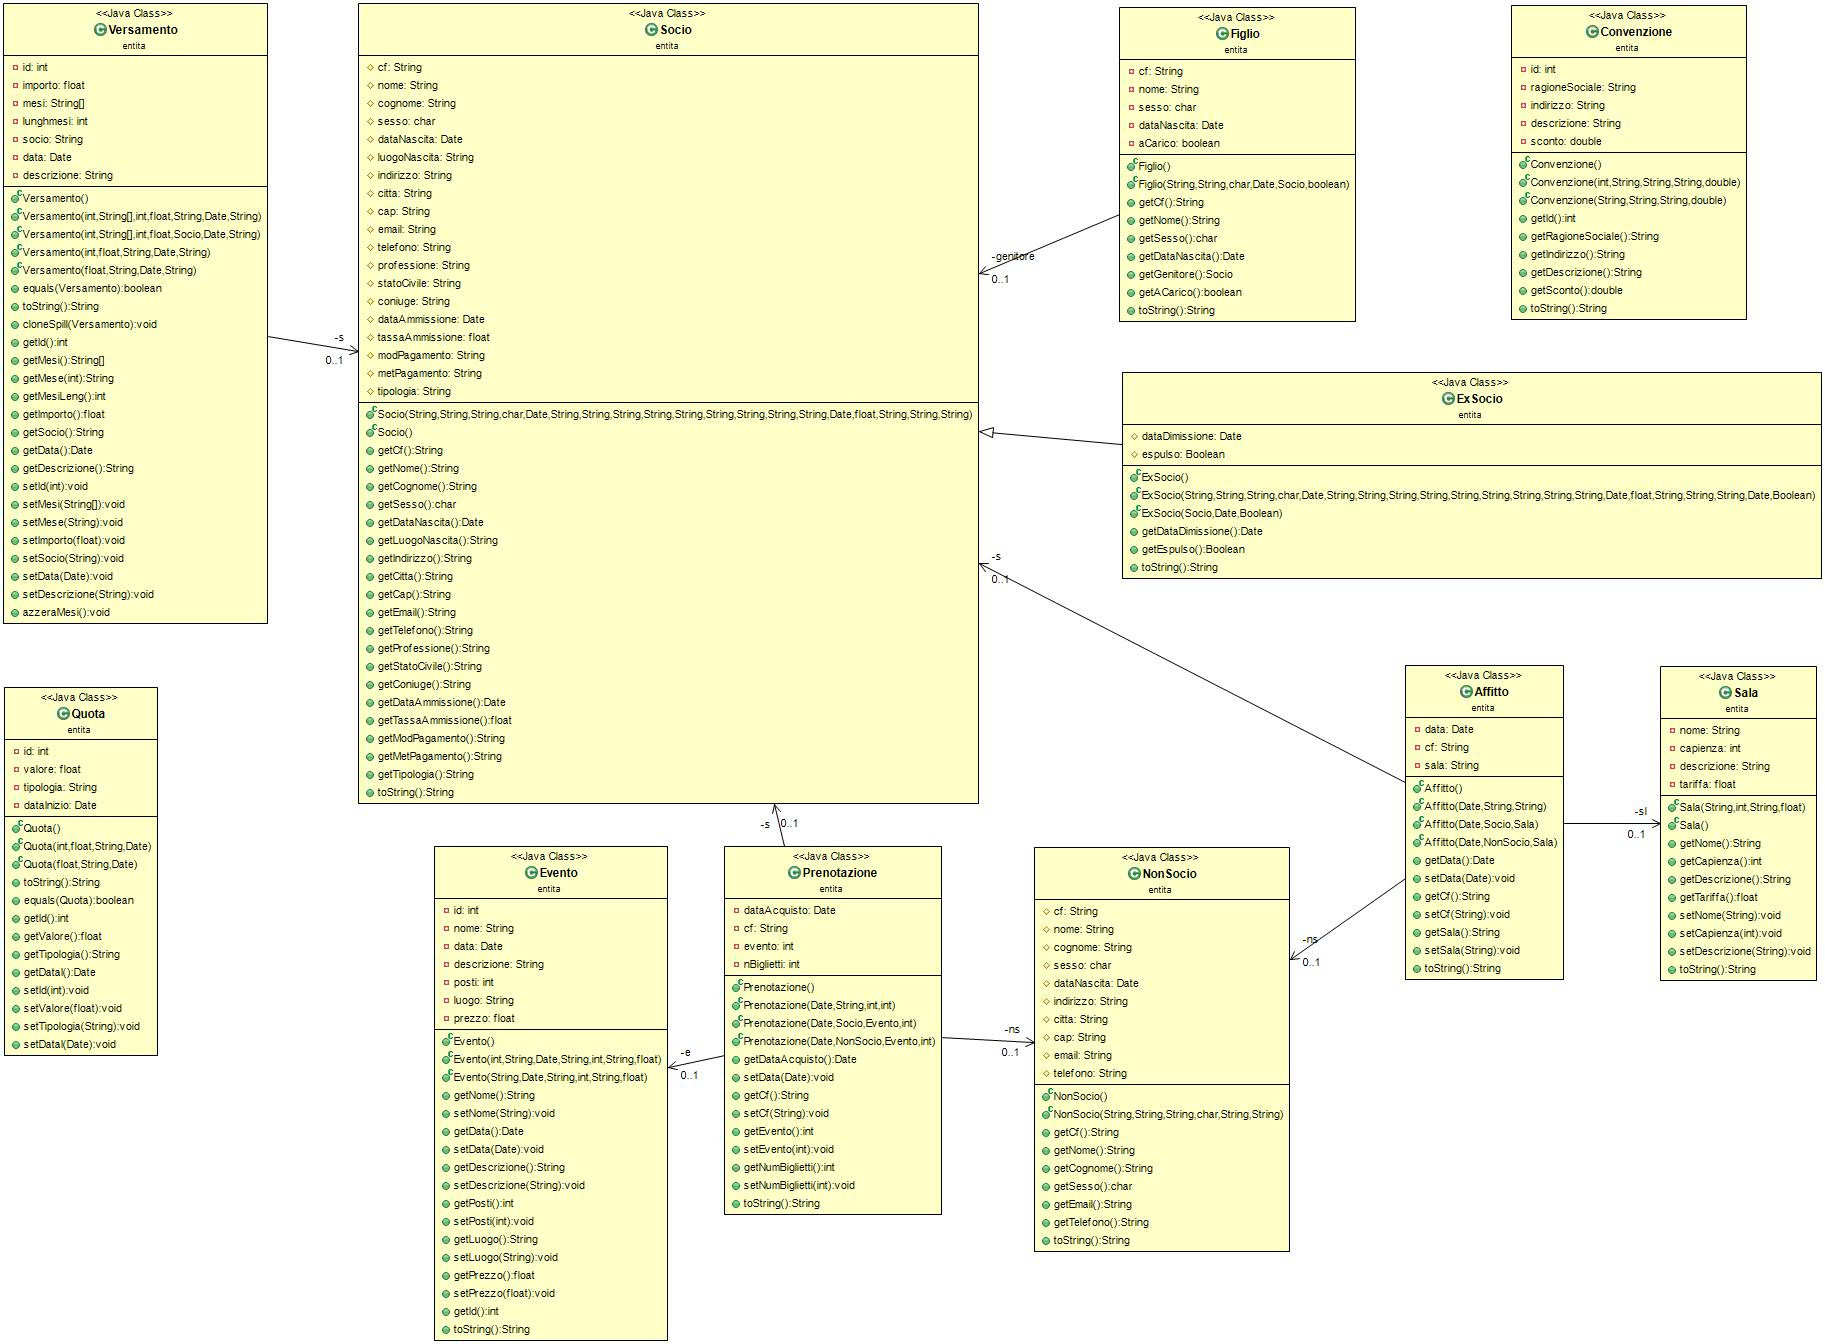 <<Java Class>>
Versamento
entita
id: int
importo: float
mesi: String[]
lunghmesi: int
socio: String
data: Date
descrizione: String
Versamento()
Versamento(int,String[],int,float,String,Date,String)
Versamento(int,String[],int,float,Socio,Date,String)
Versamento(int,float,String,Date,String)
Versamento(float,String,Date,String)
equals(Versamento):boolean
toString():String
cloneSpill(Versamento):void
getId():int
getMesi():String[]
getMese(int):String
getMesiLeng():int
getImporto():float
getSocio():String
getData():Date
getDescrizione():String
setId(int):void
setMesi(String[]):void
setMese(String):void
setImporto(float):void
setSocio(String):void
setData(Date):void
setDescrizione(String):void
azzeraMesi():void
-s
0..1
<<Java Class>>
Socio
entita
cf: String
nome: String
cognome: String
sesso: char
dataNascita: Date
luogoNascita: String
indirizzo: String
citta: String
cap: String
email: String
telefono: String
professione: String
statoCivile: String
coniuge: String
dataAmmissione: Date
tassaAmmissione: float
modPagamento: String
metPagamento: String
tipologia: String
Socio(String,String,String,char,Date,String,String,String,String,String,String,String,String,String,Date,float,String,String,String)
Socio()
getCf():String
getNome():String
getCognome():String
getSesso():char
getDataNascita():Date
getLuogoNascita():String
getIndirizzo():String
getCitta():String
getCap():String
getEmail():String
getTelefono():String
getProfessione():String
getStatoCivile():String
getConiuge():String
getDataAmmissione():Date
getTassaAmmissione():float
getModPagamento():String
getMetPagamento():String
getTipologia():String
toString():String
<<Java Class>>
Figlio
entita
cf: String
nome: String
sesso: char
dataNascita: Date
aCarico: boolean
Figlio()
Figlio(String,String,char,Date,Socio,boolean)
getCf():String
getNome():String
getSesso():char
getDataNascita():Date
getGenitore():Socio
getACarico():boolean
toString():String
-genitore
0..1
<<Java Class>>
Convenzione
entita
id: int
ragioneSociale: String
indirizzo: String
descrizione: String
sconto: double
Convenzione()
Convenzione(int,String,String,String,double)
Convenzione(String,String,String,double)
getId():int
getRagioneSociale():String
getIndirizzo():String
getDescrizione():String
getSconto():double
toString():String
<<Java Class>>
ExSocio
entita
dataDimissione: Date
espulso: Boolean
ExSocio()
ExSocio(String,String,String,char,Date,String,String,String,String,String,String,String,String,String,Date,float,String,String,String,Date,Boolean)
ExSocio(Socio,Date,Boolean)
getDataDimissione():Date
getEspulso():Boolean
toString():String
-s
0..1
<<Java Class>>
Quota
entita
id: int
valore: float
tipologia: String
dataInizio: Date
Quota()
Quota(int,float,String,Date)
Quota(float,String,Date)
toString():String
equals(Quota):boolean
getId():int
getValore():float
getTipologia():String
getDataI():Date
setId(int):void
setValore(float):void
setTipologia(String):void
setDataI(Date):void
<<Java Class>>
Evento
entita
id: int
nome: String
data: Date
descrizione: String
posti: int
luogo: String
prezzo: float
Evento()
Evento(int,String,Date,String,int,String,float)
Evento(String,Date,String,int,String,float)
getNome():String
setNome(String):void
getData():Date
setData(Date):void
getDescrizione():String
setDescrizione(String):void
getPosti():int
setPosti(int):void
getLuogo():String
setLuogo(String):void
getPrezzo():float
setPrezzo(float):void
getId():int
toString():String
-e
0..1
-s
0..1
<<Java Class>>
Prenotazione
entita
dataAcquisto: Date
cf: String
evento: int
nBiglietti: int
Prenotazione()
Prenotazione(Date,String,int,int)
Prenotazione(Date,Socio,Evento,int)
Prenotazione(Date,NonSocio,Evento,int)
getDataAcquisto():Date
setData(Date):void
getCf():String
setCf(String):void
getEvento():int
setEvento(int):void
getNumBiglietti():int
setNumBiglietti(int):void
toString():String
-ns
0..1
<<Java Class>>
NonSocio
entita
cf: String
nome: String
cognome: String
sesso: char
dataNascita: Date
indirizzo: String
citta: String
cap: String
email: String
telefono: String
NonSocio()
NonSocio(String,String,String,char,String,String)
getCf():String
getNome():String
getCognome():String
getSesso():char
getEmail():String
getTelefono():String
toString():String
-ns
0..1
<<Java Class>>
Affitto
entita
data: Date
cf: String
sala: String
Affitto()
Affitto(Date,String,String)
Affitto(Date,Socio,Sala)
Affitto(Date,NonSocio,Sala)
getData():Date
setData(Date):void
getCf():String
setCf(String):void
getSala():String
setSala(String):void
toString():String
-sl
0..1
<<Java Class>>
Sala
entita
nome: String
capienza: int
descrizione: String
tariffa: float
Sala(String,int,String,float)
Sala()
getNome():String
getCapienza():int
getDescrizione():String
getTariffa():float
setNome(String):void
setCapienza(int):void
setDescrizione(String):void
toString():String